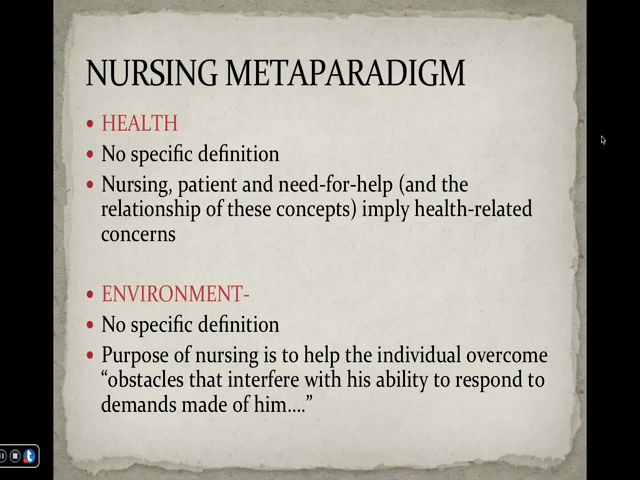 NURSING METAPARADIGM
• HEALTH
• No specific definition
• Nursing, patient and need-for-help (and the
relationship of these concepts) imply health-related
concerns
• ENVIRONMENT-
• No specific definition
• Purpose of nursing is to help the individual overcome
“obstacles that interfere with his ability to respond to
demands made of him....”